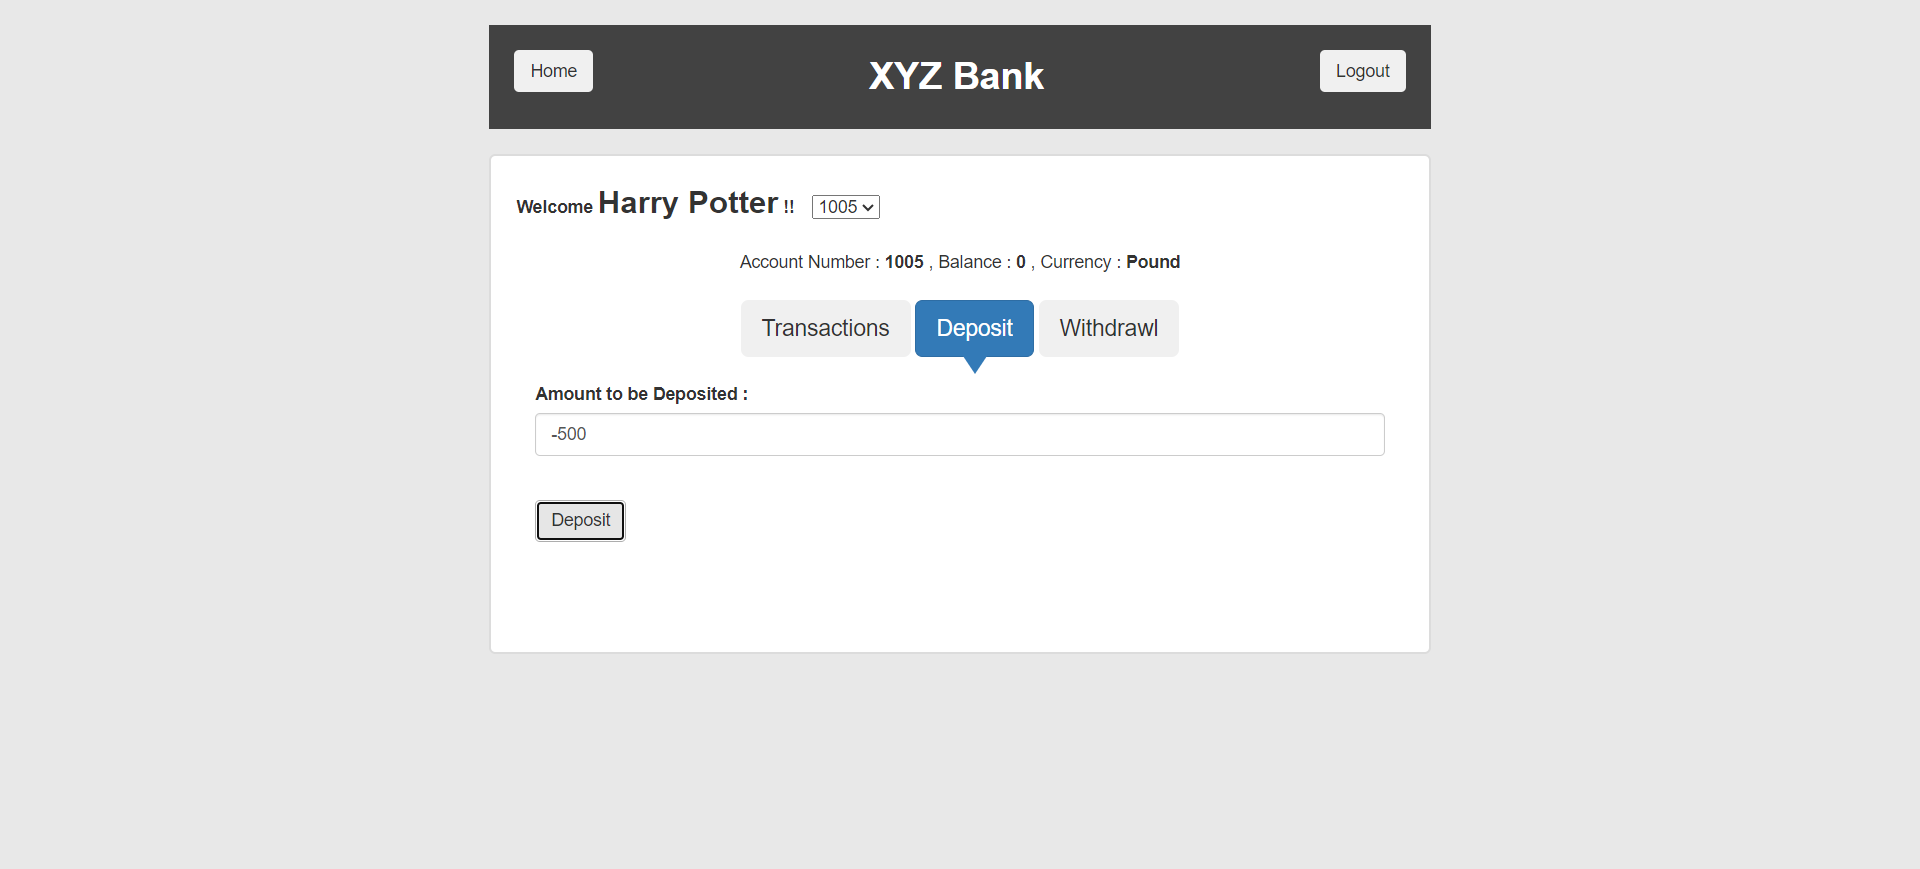 Home XYZ Bank Logout
Welcome Harry Potter !! 1005
Account Number : 1005 , Balance : 0 , Currency : Pound
Transactions Deposit Withdrawl
Amount to be Deposited :
-500
Deposit